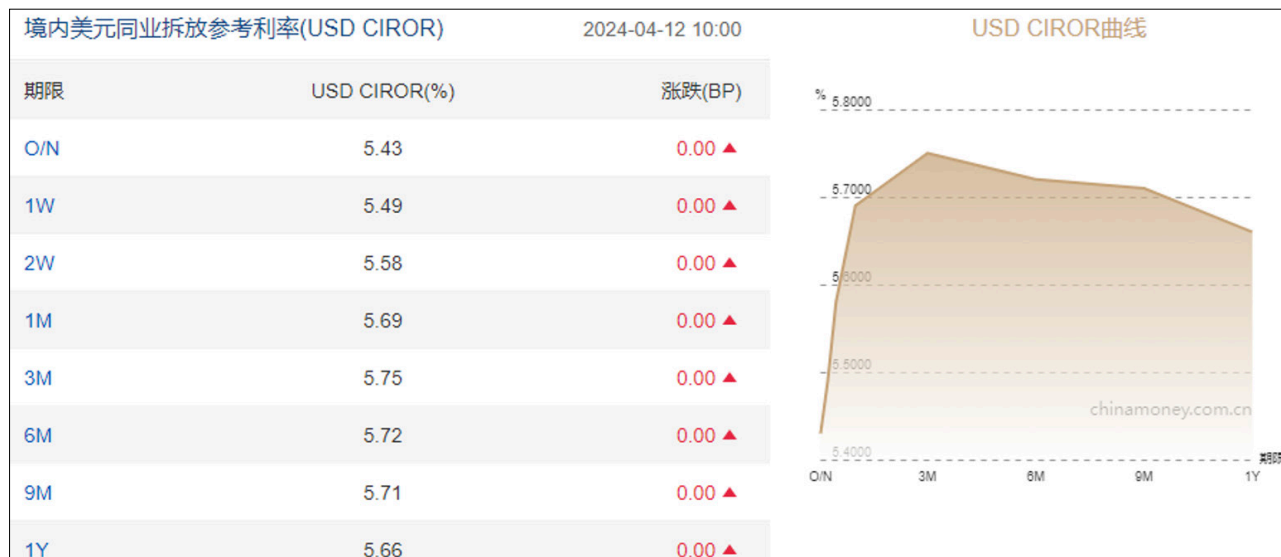 境内美元同业拆放参考利率(USD CIROR) 2024-04-12 10:00
期限 USD CIROR(%) 涨跌(BP)
O/N 5.43 0.00 ▲
1W 5.49 0.00 ▲
2W 5.58 0.00 ▲
1M 5.69 0.00 ▲
3M 5.75 0.00 ▲
6M 5.72 0.00 ▲
9M 5.71 0.00 ▲
1Y 5.66 0.00 ▲
USD CIROR曲线
%
5.8000
5.7000
5.6000
5.5000
5.4000
chinamoney.com.cn
期限
O/N 3M 6M 9M 1Y